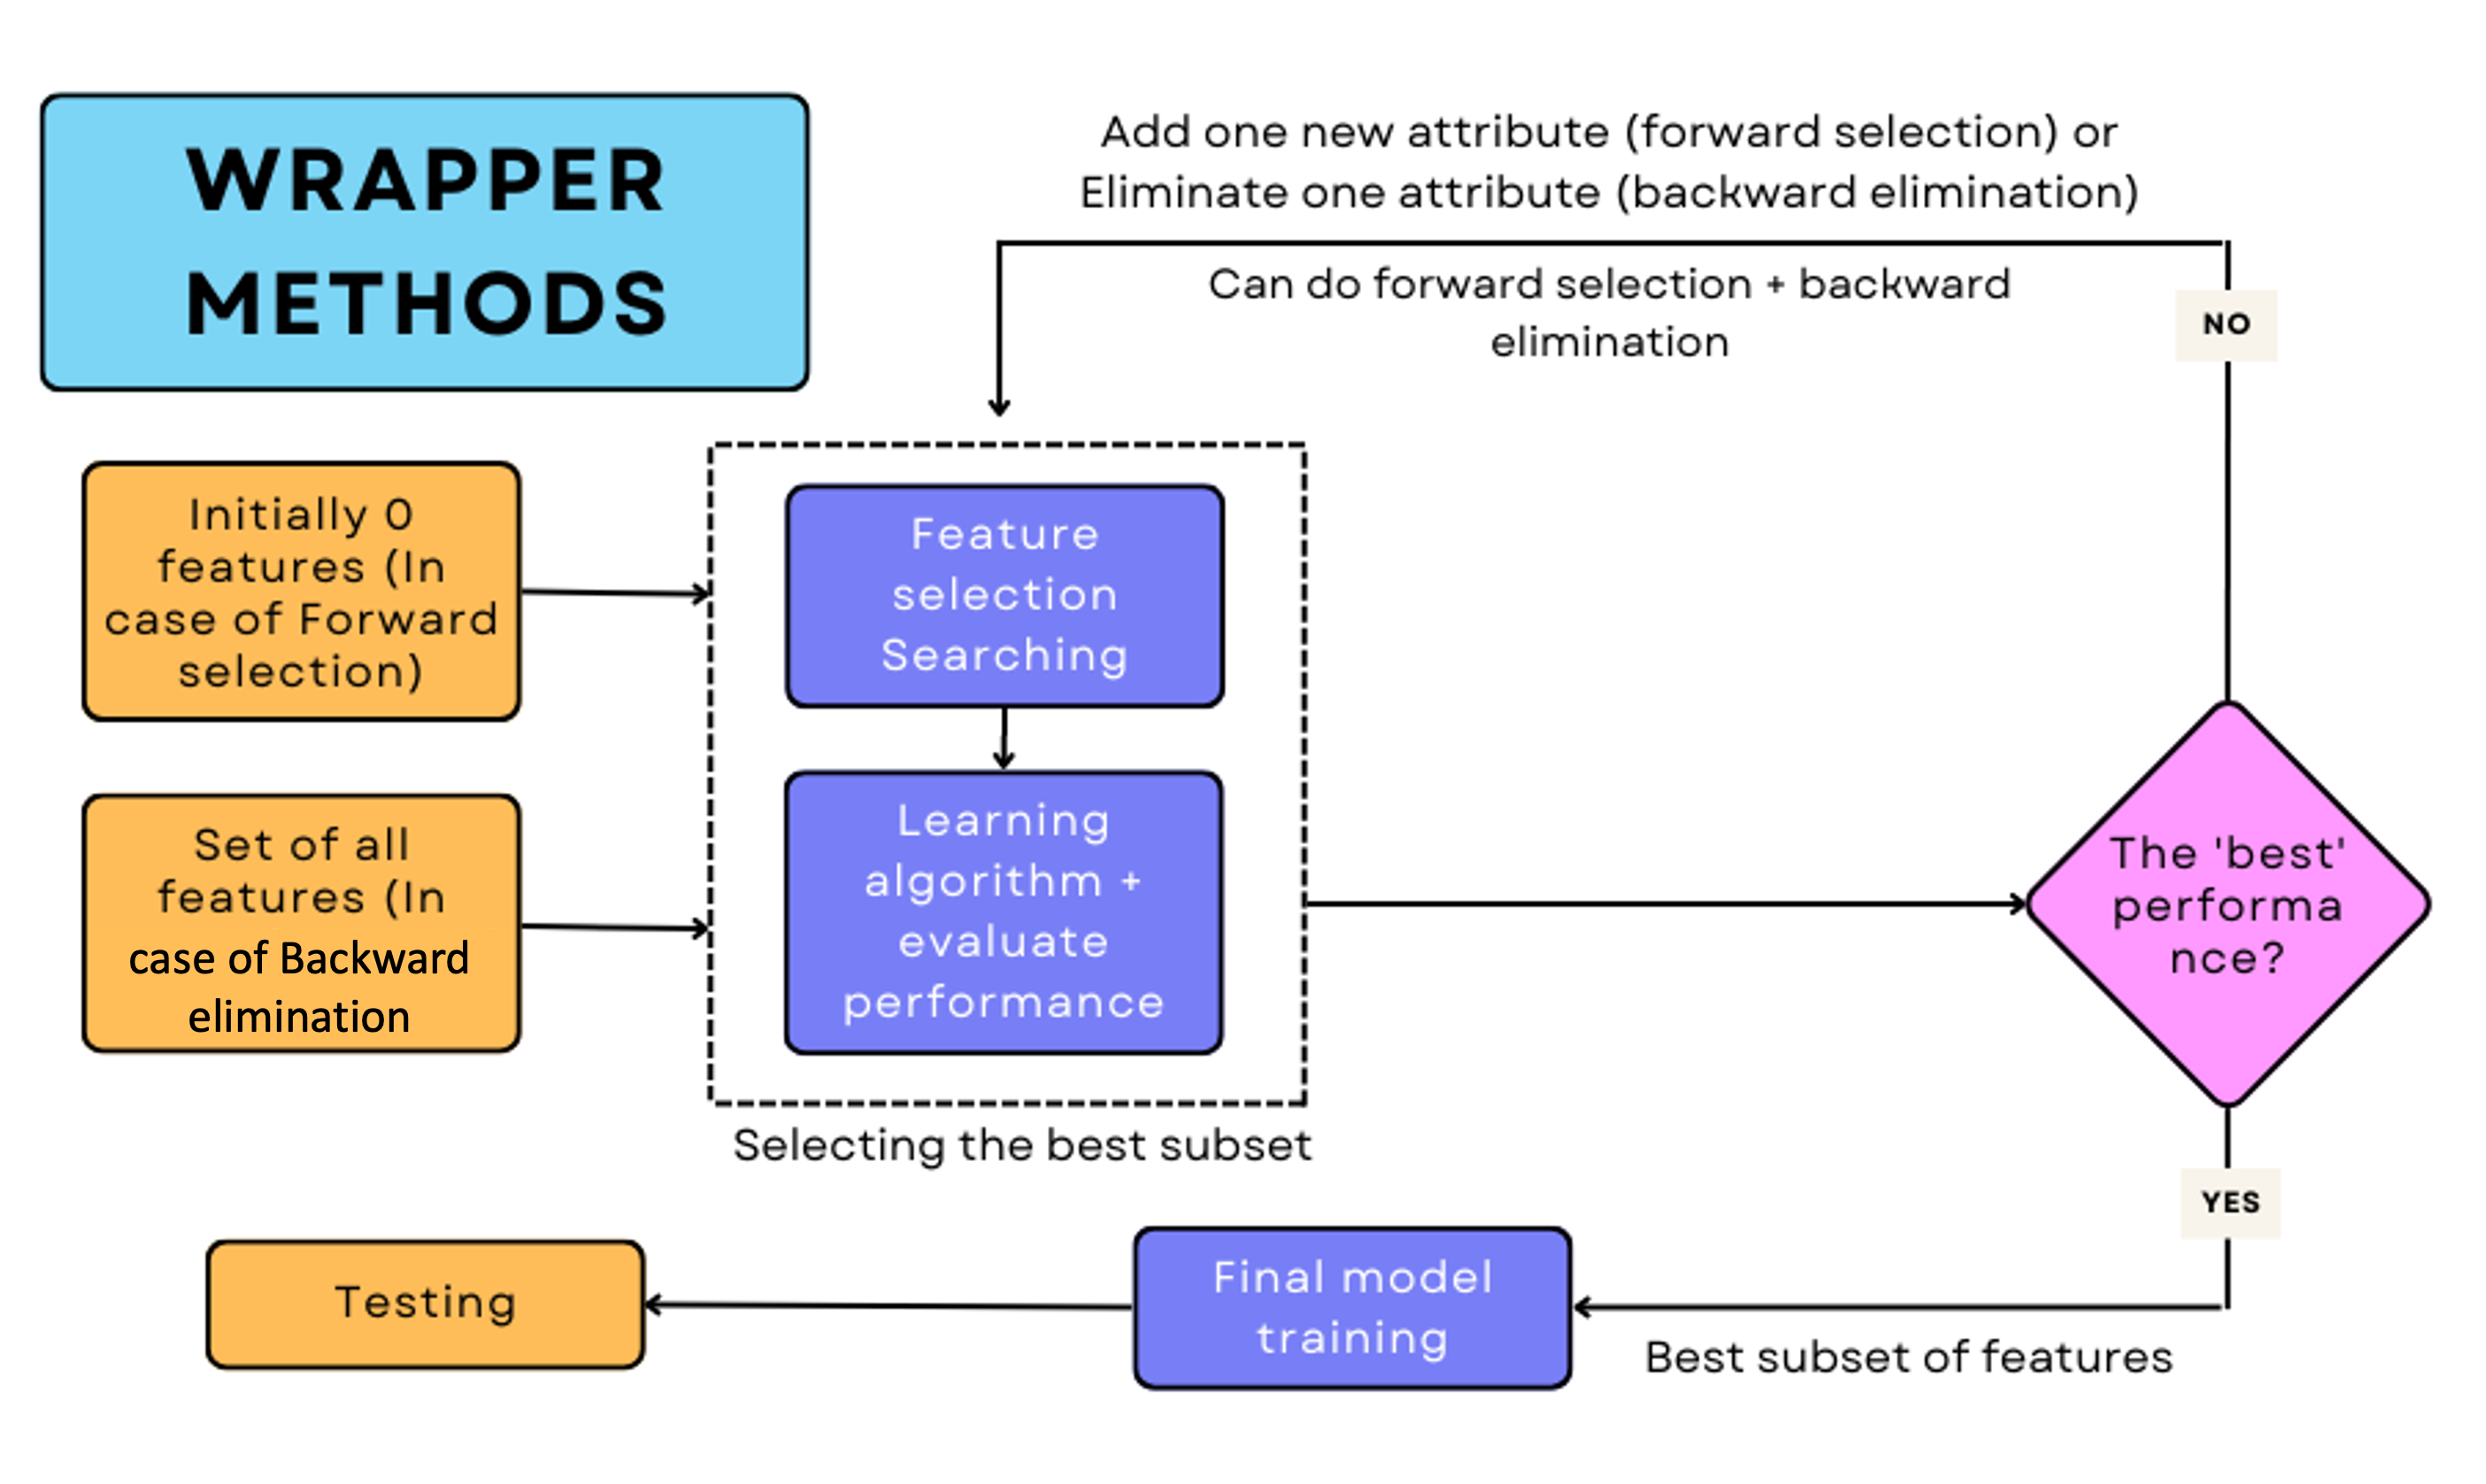 WRAPPER
METHODS
Add one new attribute (forward selection) or
Eliminate one attribute (backward elimination)
Can do forward selection + backward
elimination
NO
Initially 0
features (In
case of Forward
selection)
Feature
selection
Searching
Set of all
features (In
case of Backward
elimination
Learning
algorithm +
evaluate
performance
The 'best'
performa
nce?
Selecting the best subset
YES
Testing
Final model
training
Best subset of features